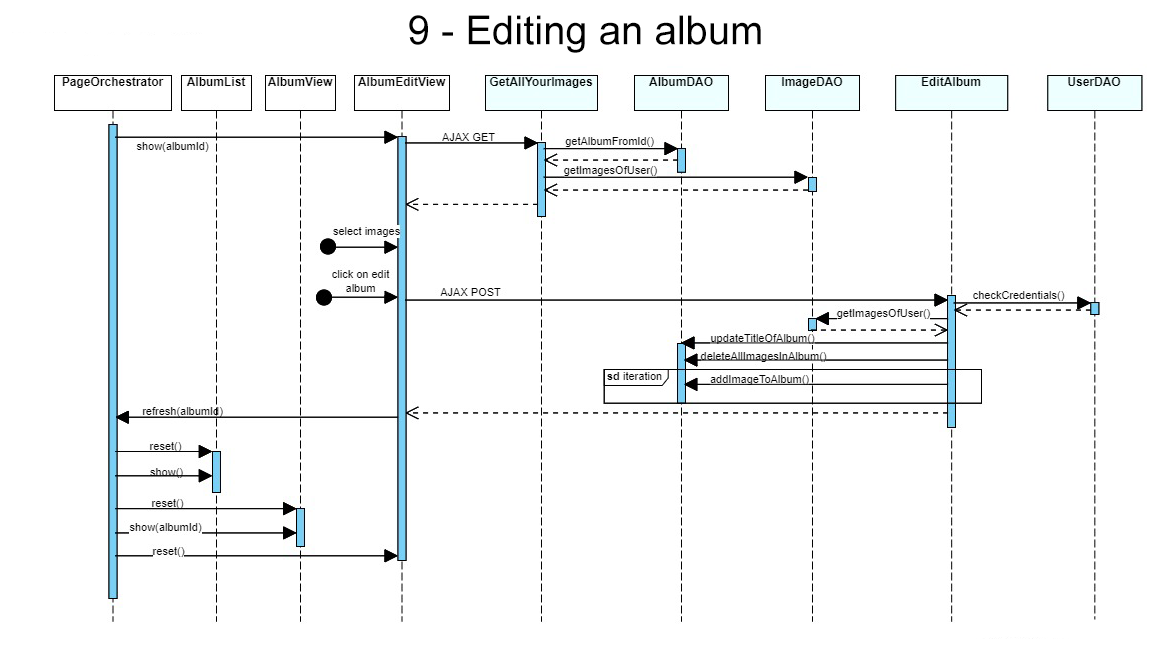 9 - Editing an album
PageOrchestrator
AlbumList
AlbumView
AlbumEditView
GetAllYourImages
AlbumDAO
ImageDAO
EditAlbum
UserDAO
show(albumId)
AJAX GET
getAlbumFromId()
getImagesOfUser()
select images
click on edit
album
AJAX POST
checkCredentials()
getImagesOfUser()
updateTitleOfAlbum()
deleteAllImagesInAlbum()
sd iteration
addImageToAlbum()
refresh(albumId)
reset()
show()
reset()
show(albumId)
reset()